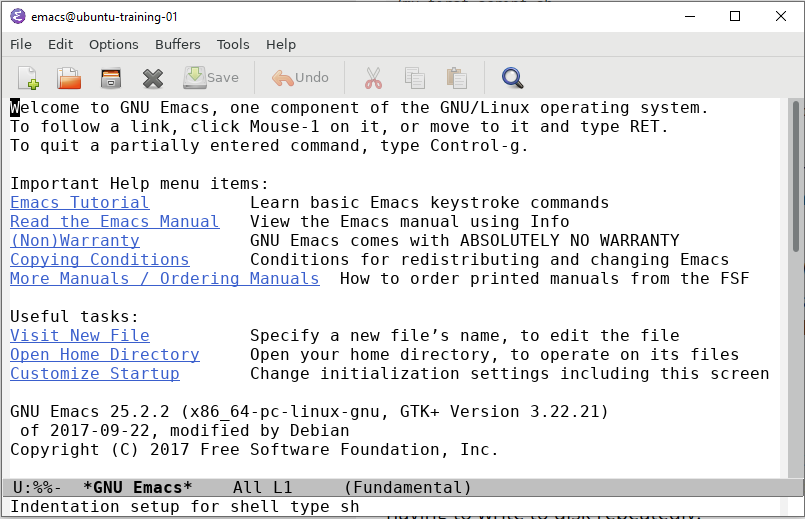 emacs@ubuntu-training-01
File Edit Options Buffers Tools Help
Save Undo
Welcome to GNU Emacs, one component of the GNU/Linux operating system.
To follow a link, click Mouse-1 on it, or move to it and type RET.
To quit a partially entered command, type Control-g.
Important Help menu items:
Emacs Tutorial Learn basic Emacs keystroke commands
Read the Emacs Manual View the Emacs manual using Info
(Non)Warranty GNU Emacs comes with ABSOLUTELY NO WARRANTY
Copying Conditions Conditions for redistributing and changing Emacs
More Manuals / Ordering Manuals How to order printed manuals from the FSF
Useful tasks:
Visit New File Specify a new file’s name, to edit the file
Open Home Directory Open your home directory, to operate on its files
Customize Startup Change initialization settings including this screen
GNU Emacs 25.2.2 (x86_64-pc-linux-gnu, GTK+ Version 3.22.21)
of 2017-09-22, modified by Debian
Copyright (C) 2017 Free Software Foundation, Inc.
U:%%- *GNU Emacs* All L1 (Fundamental)
Indentation setup for shell type sh